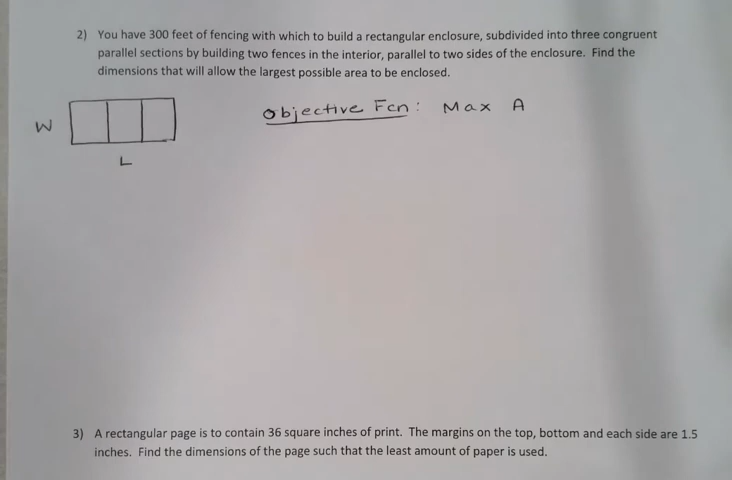 2) You have 300 feet of fencing with which to build a rectangular enclosure, subdivided into three congruent
parallel sections by building two fences in the interior, parallel to two sides of the enclosure. Find the
dimensions that will allow the largest possible area to be enclosed.
Objective Fcn: Max A
W
L
3) A rectangular page is to contain 36 square inches of print. The margins on the top, bottom and each side are 1.5
inches. Find the dimensions of the page such that the least amount of paper is used.